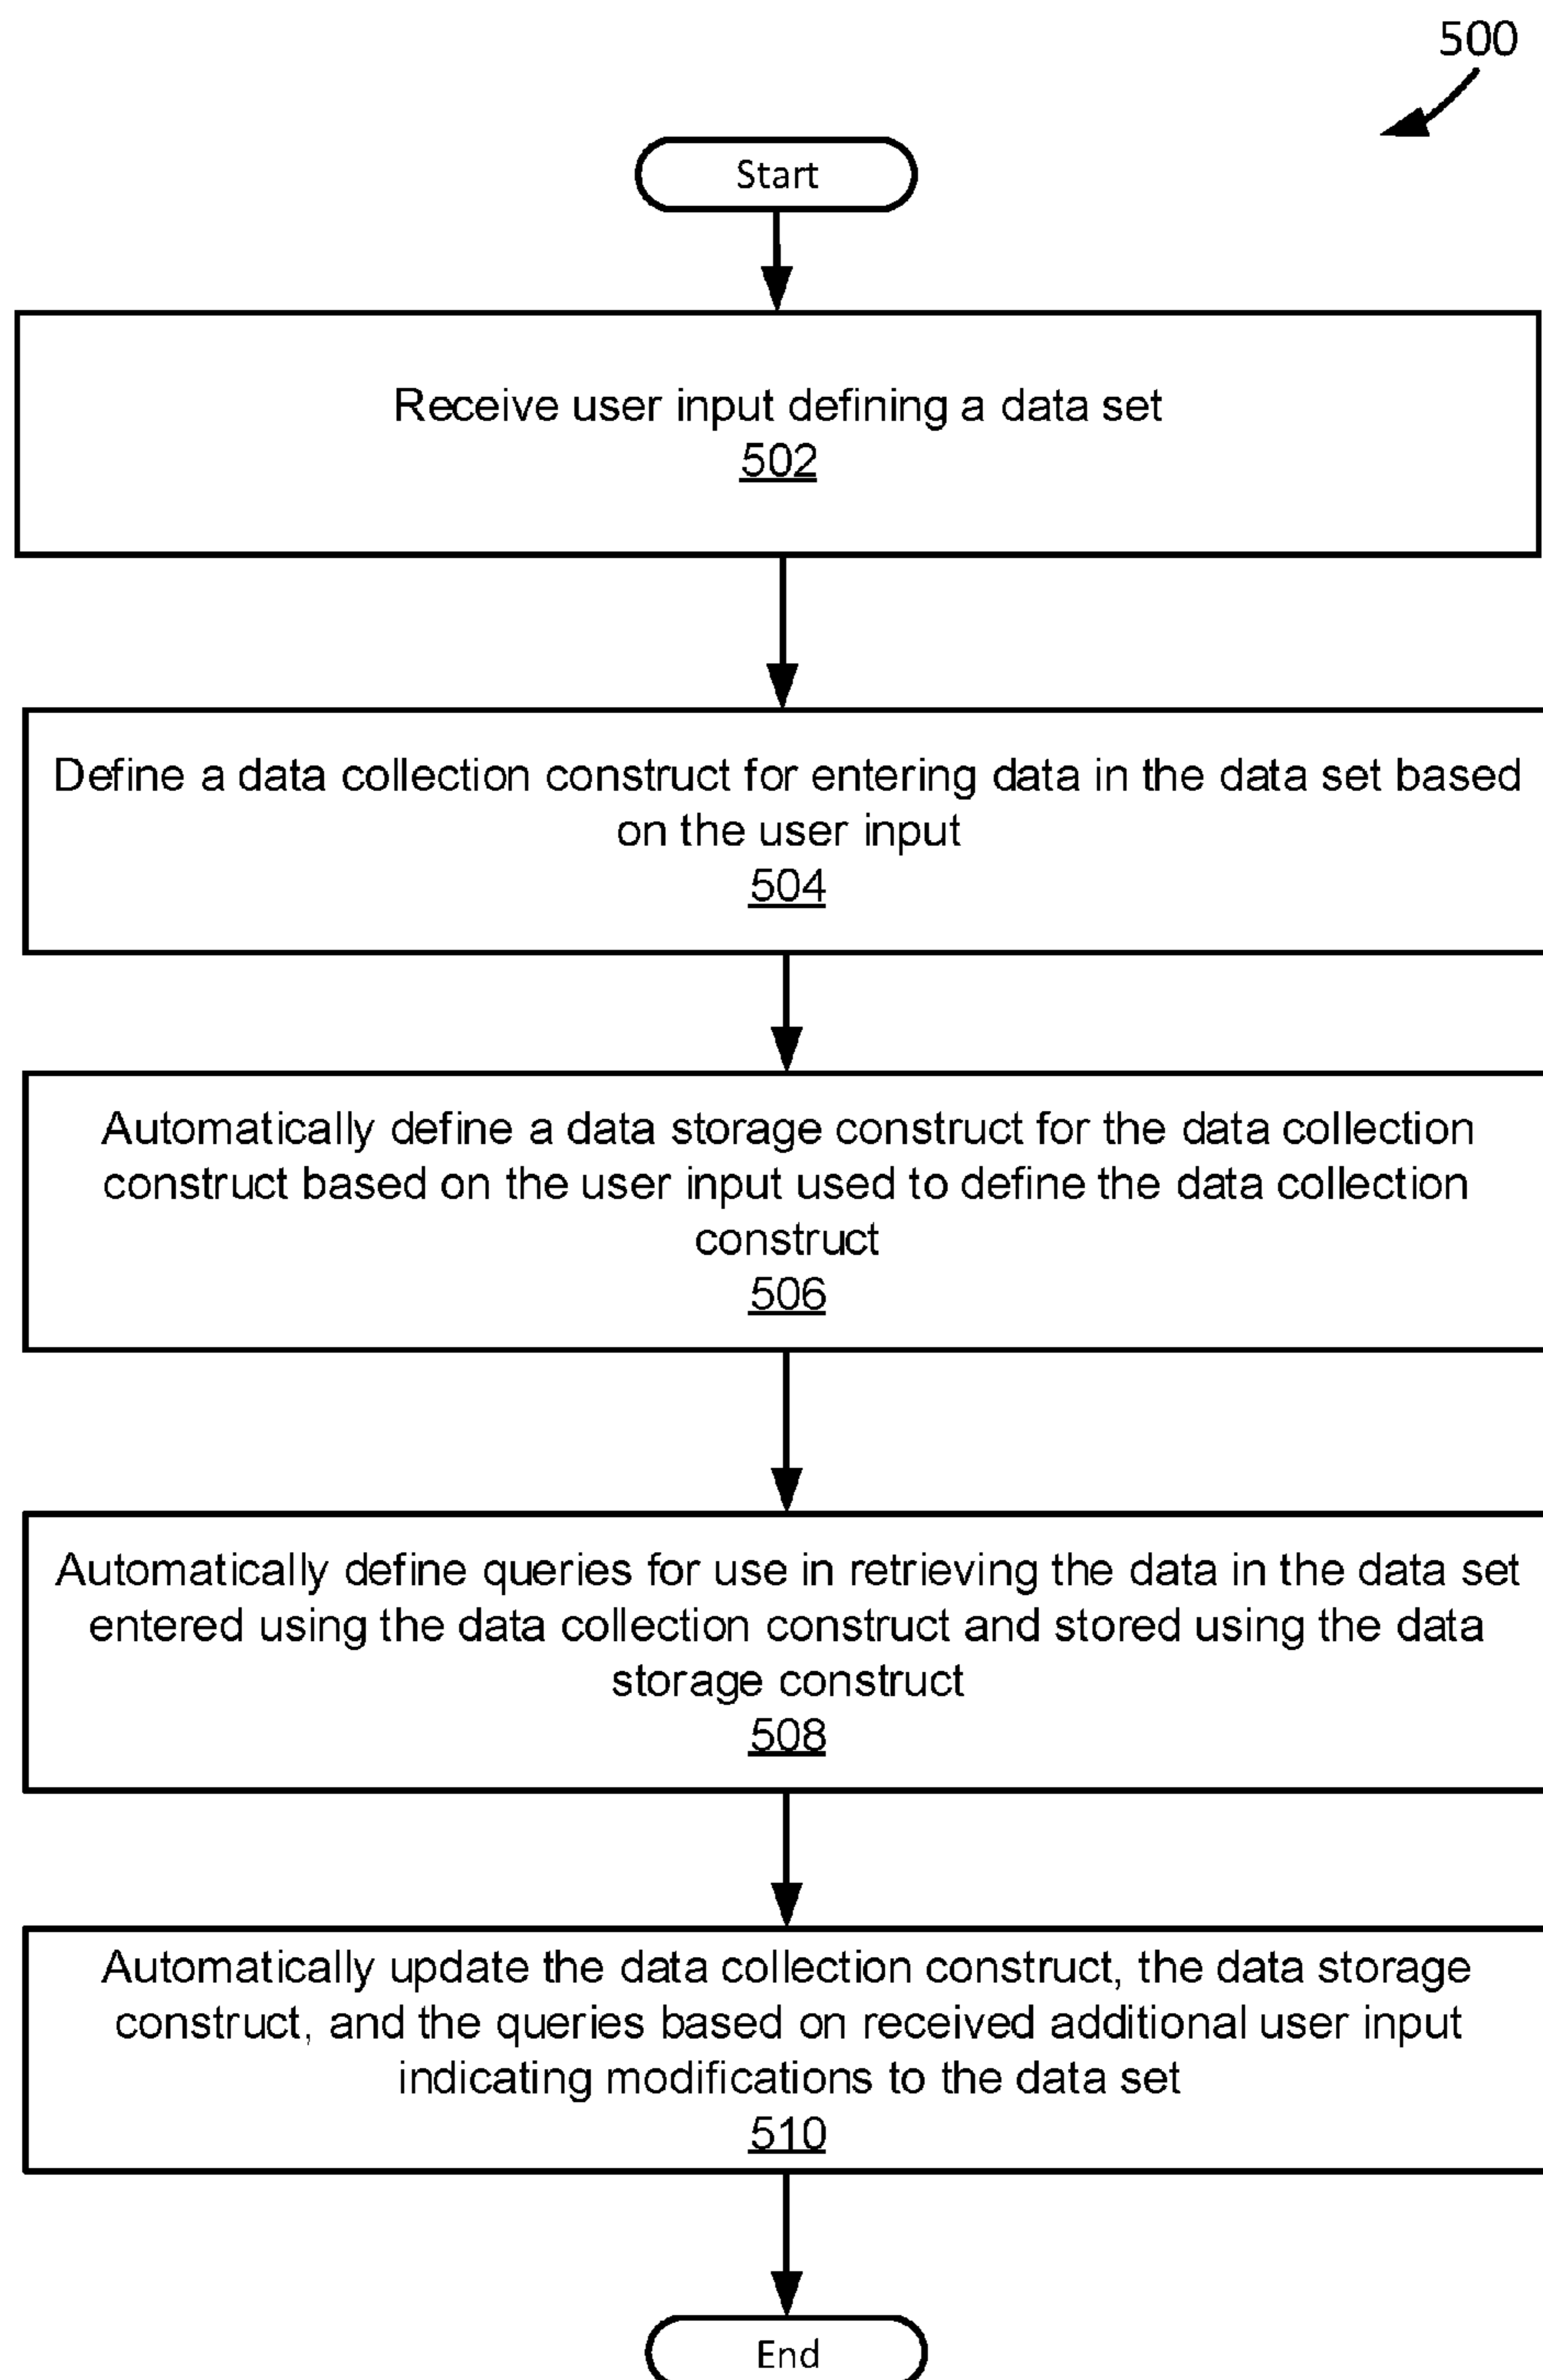 500
Start
Receive user input defining a data set
502
Define a data collection construct for entering data in the data set based
on the user input
504
Automatically define a data storage construct for the data collection
construct based on the user input used to define the data collection
construct
506
Automatically define queries for use in retrieving the data in the data set
entered using the data collection construct and stored using the data
storage construct
508
Automatically update the data collection construct, the data storage
construct, and the queries based on received additional user input
indicating modifications to the data set
510
End